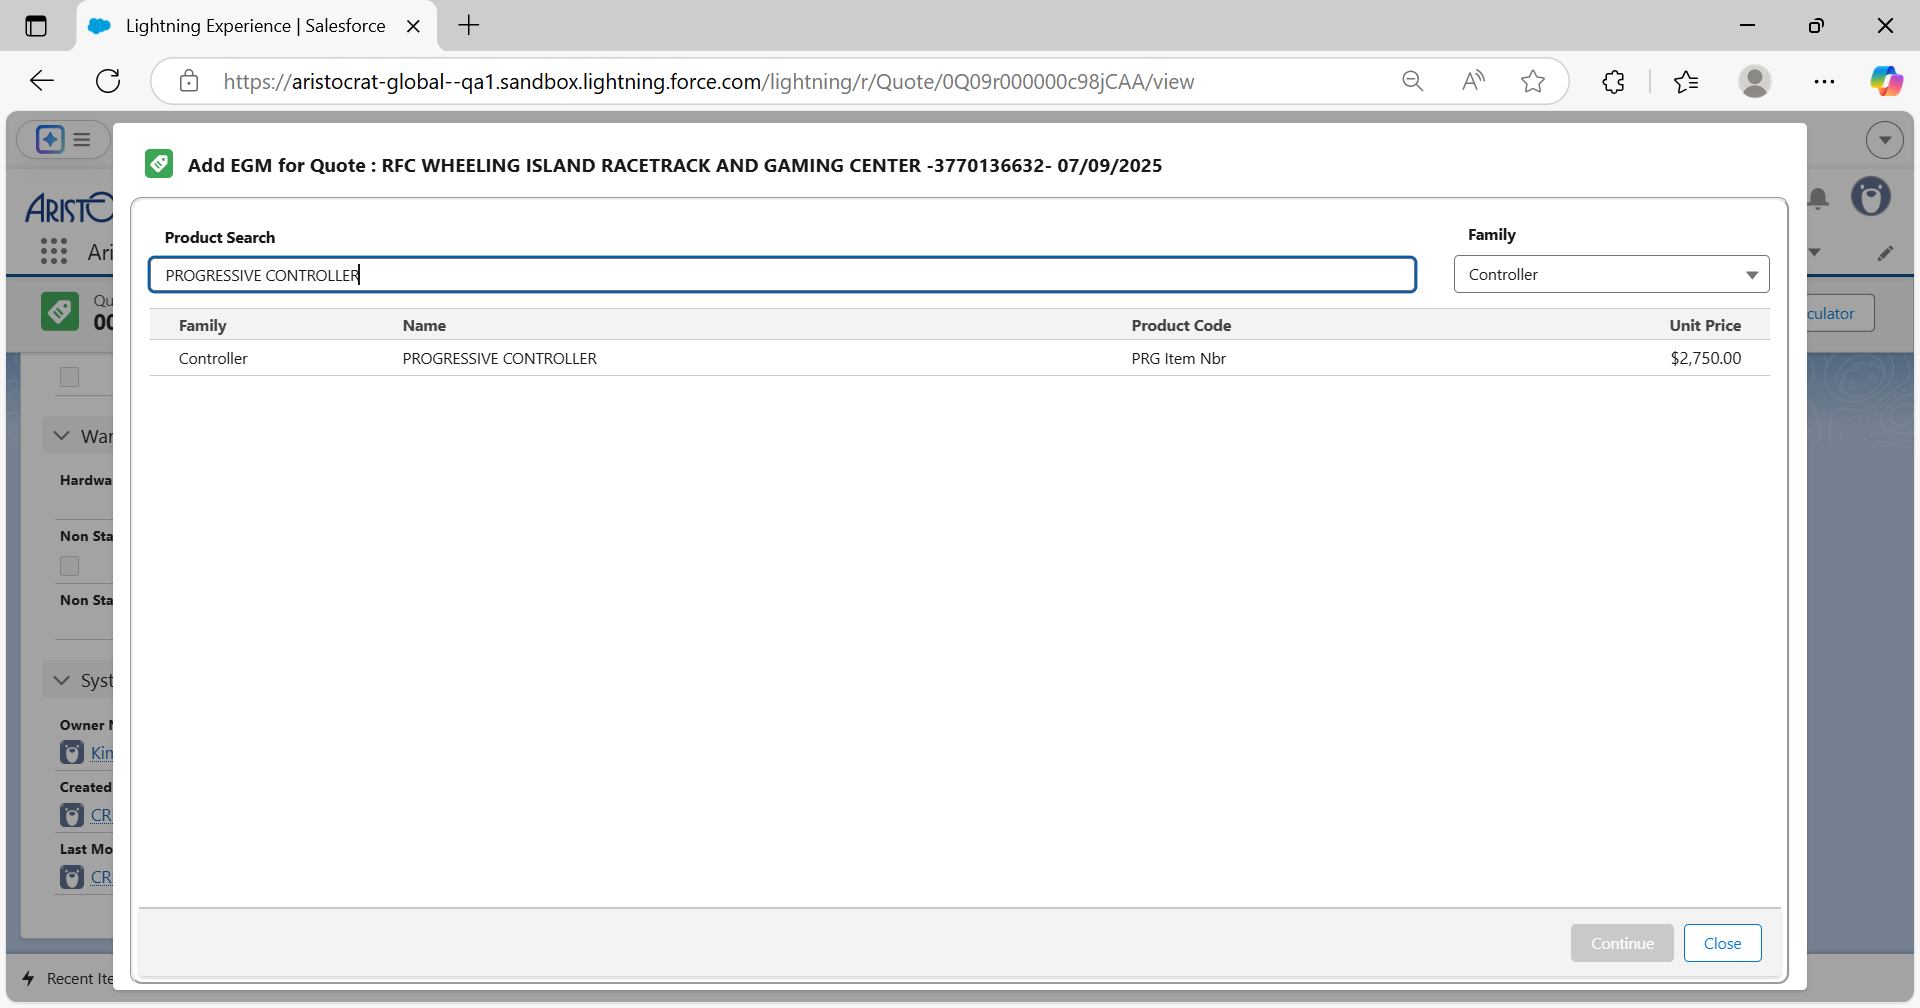 Lightning Experience | Salesforce
https://aristocrat-global--qa1.sandbox.lightning.force.com/lightning/r/Quote/0Q09r000000c98jCAA/view
Add EGM for Quote : RFC WHEELING ISLAND RACETRACK AND GAMING CENTER -3770136632- 07/09/2025
ARISTO
Ari
Product Search
Family
PROGRESSIVE CONTROLLER
Controller
Qu
00
culator
Family Name Product Code Unit Price
Controller PROGRESSIVE CONTROLLER PRG Item Nbr $2,750.00
War
Hardwa
Non Sta
Non Sta
Syst
Owner N
Kin
Created
CR
Last Mo
CR
Continue Close
Recent Ite